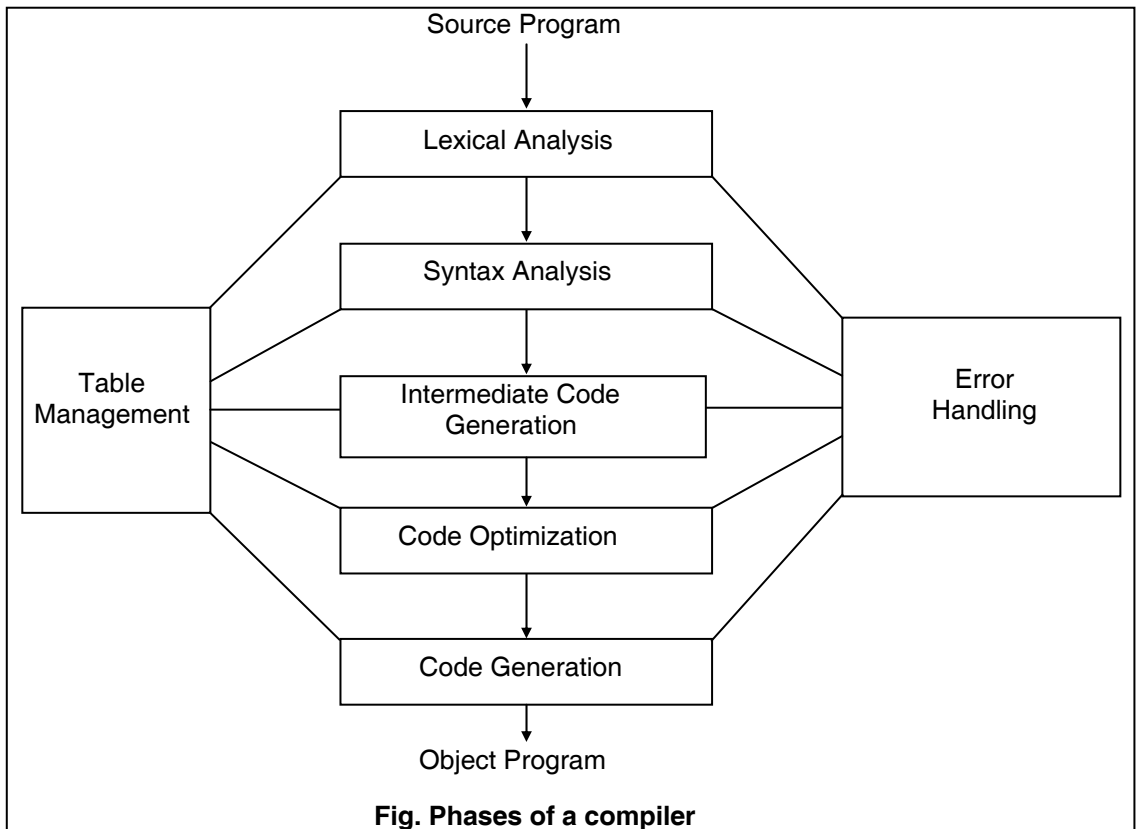 Source Program
Lexical Analysis
Syntax Analysis
Table
Management
Intermediate Code
Generation
Error
Handling
Code Optimization
Code Generation
Object Program
Fig. Phases of a compiler